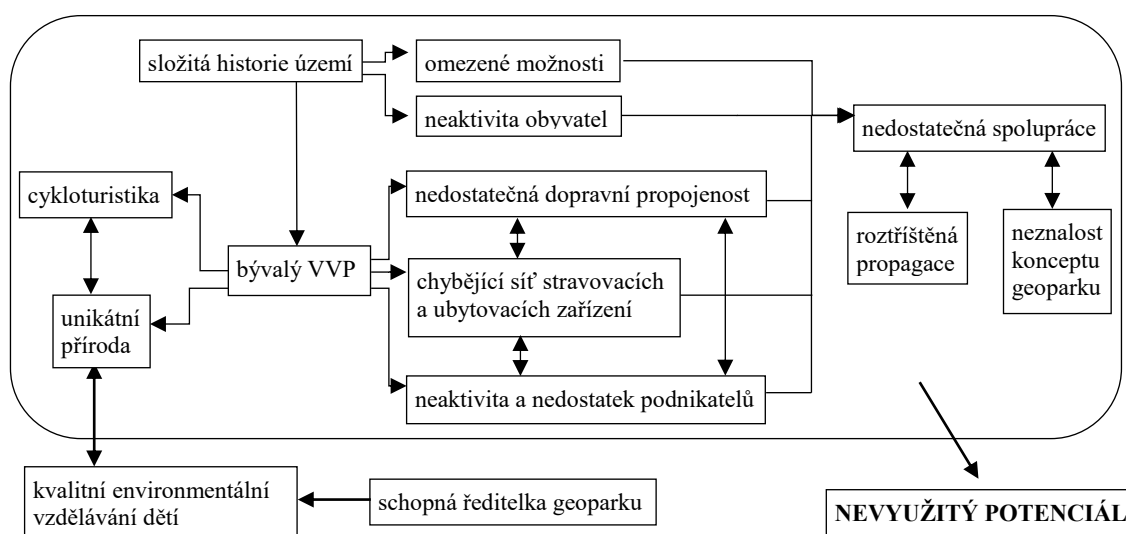 složitá historie území
omezené možnosti
neaktivita obyvatel
nedostatečná spolupráce
cykloturistika
nedostatečná dopravní propojenost
roztříštěná
propagace
neznalost
konceptu
geoparku
bývalý VVP
chybějící síť stravovacích
a ubytovacích zařízení
unikátní
příroda
neaktivita a nedostatek podnikatelů
kvalitní environmentální
vzdělávání dětí
schopná ředitelka geoparku
NEVYUŽITÝ POTENCIÁL